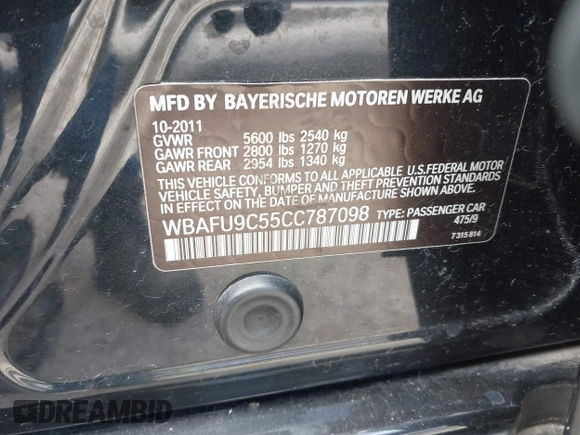 MFD BY BAYERISCHE MOTOREN WERKE AG
10-2011
GVWR 5600 lbs 2540 kg
GAWR FRONT 2800 lbs 1270 kg
GAWR REAR 2954 lbs 1340 kg
THIS VEHICLE CONFORMS TO ALL APPLICABLE U.S.FEDERAL MOTOR
VEHICLE SAFETY, BUMPER AND THEFT PREVENTION STANDARDS
IN EFFECT ON THE DATE OF MANUFACTURE SHOWN ABOVE.
WBAFU9C55CC787098 TYPE: PASSENGER CAR
475/9
7315814
DREAMBID